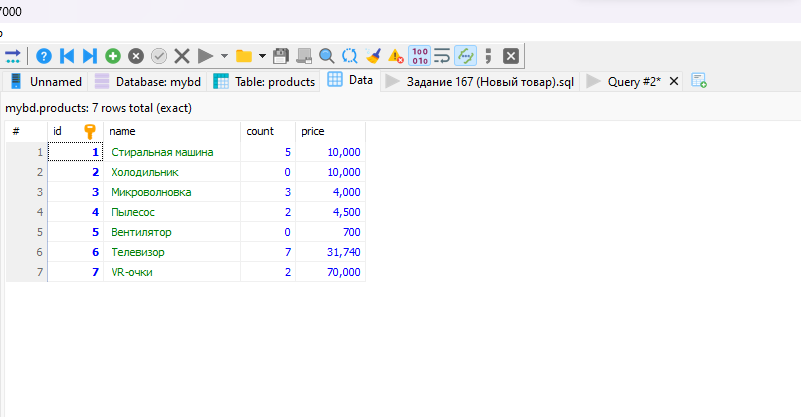 7000
Unnamed Database: mybd Table: products Data Задание 167 (Новый товар).sql Query #2*
mybd.products: 7 rows total (exact)
# id name count price
1 1 Стиральная машина 5 10,000
2 2 Холодильник 0 10,000
3 3 Микроволновка 3 4,000
4 4 Пылесос 2 4,500
5 5 Вентилятор 0 700
6 6 Телевизор 7 31,740
7 7 VR-очки 2 70,000